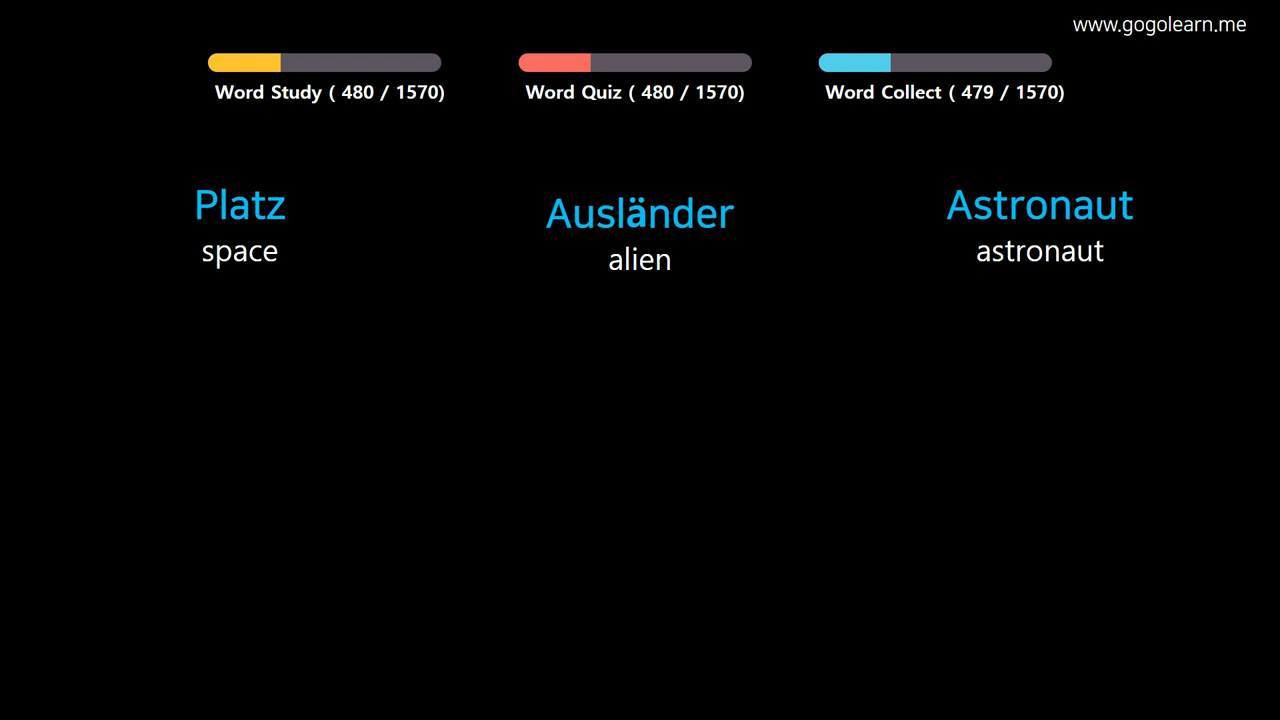 www.gogolearn.me
Word Study ( 480 / 1570)
Word Quiz ( 480 / 1570)
Word Collect ( 479 / 1570)
Platz
space
Ausländer
alien
Astronaut
astronaut